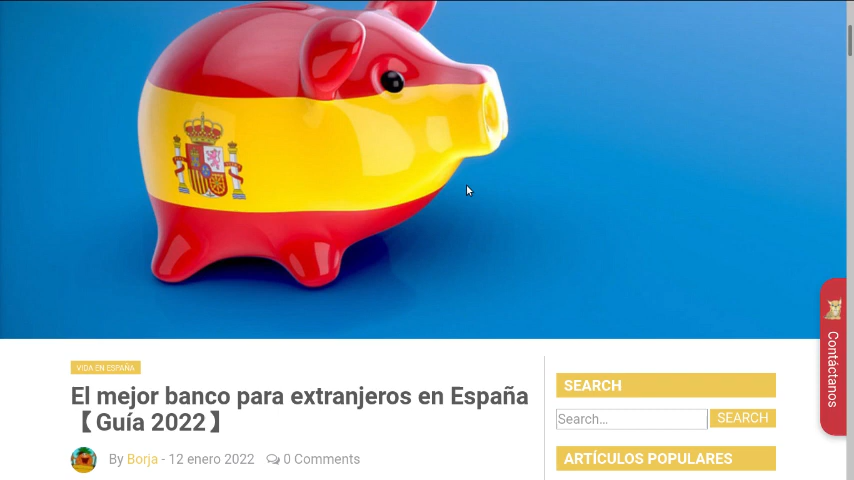 VIDA EN ESPAÑA
El mejor banco para extranjeros en España
【Guía 2022】
By Borja - 12 enero 2022 0 Comments
SEARCH
Search... SEARCH
ARTÍCULOS POPULARES
Contáctanos